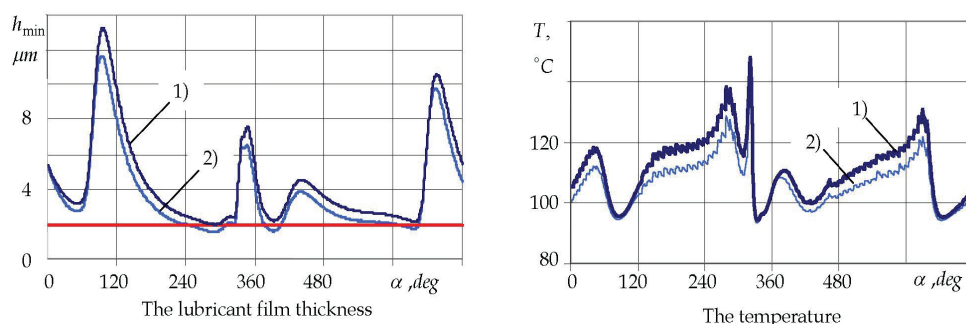 h min
μm
8
4
0
1)
2)
0 120 240 360 480 α ,deg
The lubricant film thickness
T,
°C
120
100
80
1)
2)
0 120 240 360 480 α ,deg
The temperature